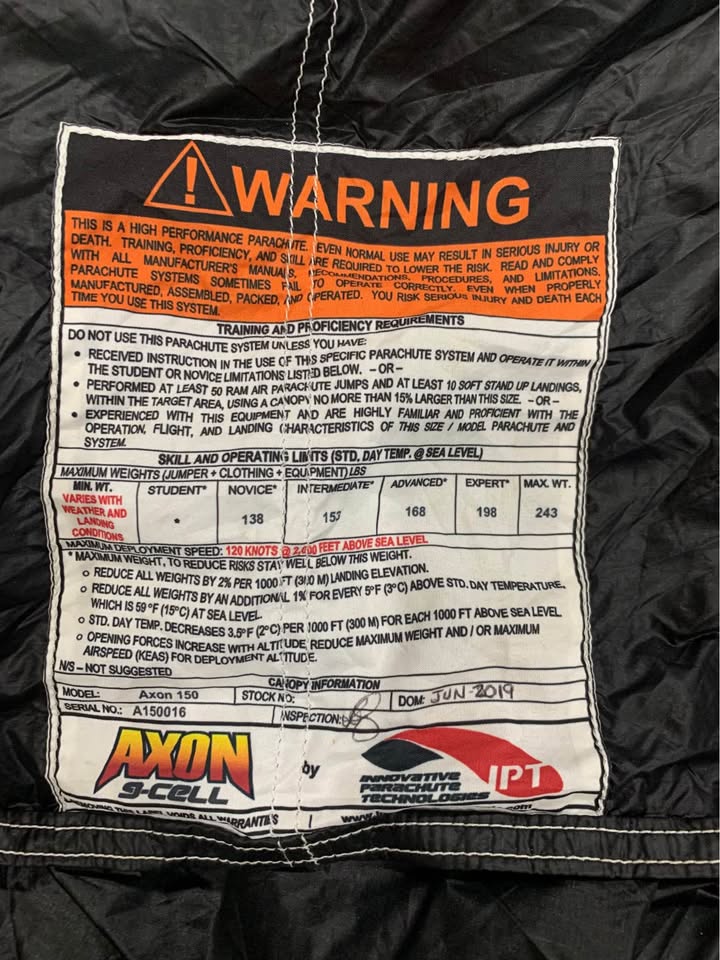 ! WARNING
THIS IS A HIGH PERFORMANCE PARACHUTE. EVEN NORMAL USE MAY RESULT IN SERIOUS INJURY OR
DEATH. TRAINING, PROFICIENCY, AND SKILL ARE REQUIRED TO LOWER THE RISK. READ AND COMPLY
WITH ALL MANUFACTURER'S MANUALS, RECOMMENDATIONS, PROCEDURES, AND LIMITATIONS.
PARACHUTE SYSTEMS SOMETIMES FAIL TO OPERATE CORRECTLY, EVEN WHEN PROPERLY
MANUFACTURED, ASSEMBLED, PACKED, AND OPERATED. YOU RISK SERIOUS INJURY AND DEATH EACH
TIME YOU USE THIS SYSTEM.
TRAINING AND PROFICIENCY REQUIREMENTS
DO NOT USE THIS PARACHUTE SYSTEM UNLESS YOU HAVE:
• RECEIVED INSTRUCTION IN THE USE OF THIS SPECIFIC PARACHUTE SYSTEM AND OPERATE IT WITHIN
THE STUDENT OR NOVICE LIMITATIONS LISTED BELOW. – OR –
• PERFORMED AT LEAST 50 RAM AIR PARACHUTE JUMPS AND AT LEAST 10 SOFT STAND UP LANDINGS,
WITHIN THE TARGET AREA, USING A CANOPY NO MORE THAN 15% LARGER THAN THIS SIZE. – OR –
• EXPERIENCED WITH THIS EQUIPMENT AND ARE HIGHLY FAMILIAR AND PROFICIENT WITH THE
OPERATION, FLIGHT, AND LANDING CHARACTERISTICS OF THIS SIZE / MODEL PARACHUTE AND
SYSTEM.
SKILL AND OPERATING LIMITS (STD. DAY TEMP. @ SEA LEVEL)
MAXIMUM WEIGHTS (JUMPER + CLOTHING + EQUIPMENT) LBS
MIN. WT. STUDENT* NOVICE* INTERMEDIATE* ADVANCED* EXPERT* MAX. WT.
VARIES WITH
WEATHER AND
LANDING
CONDITIONS
* 138 153 168 198 243
MAXIMUM DEPLOYMENT SPEED: 120 KNOTS @ 2,000 FEET ABOVE SEA LEVEL
* MAXIMUM WEIGHT, TO REDUCE RISKS STAY WELL BELOW THIS WEIGHT.
o REDUCE ALL WEIGHTS BY 2% PER 1000 FT (300 M) LANDING ELEVATION.
o REDUCE ALL WEIGHTS BY AN ADDITIONAL 1% FOR EVERY 5°F (3°C) ABOVE STD. DAY TEMPERATURE,
WHICH IS 59°F (15°C) AT SEA LEVEL.
o STD. DAY TEMP. DECREASES 3.5°F (2°C) PER 1000 FT (300 M) FOR EACH 1000 FT ABOVE SEA LEVEL
o OPENING FORCES INCREASE WITH ALTITUDE, REDUCE MAXIMUM WEIGHT AND / OR MAXIMUM
AIRSPEED (KEAS) FOR DEPLOYMENT ALTITUDE.
N/S – NOT SUGGESTED
CANOPY INFORMATION
MODEL: Axon 150 STOCK NO: DOM: JUN-2019
SERIAL NO.: A150016 INSPECTION:
AXON
9-CELL
by
INNOVATIVE
PARACHUTE
TECHNOLOGIES
IPT
REMOVING THIS LABEL VOIDS ALL WARRANTIES